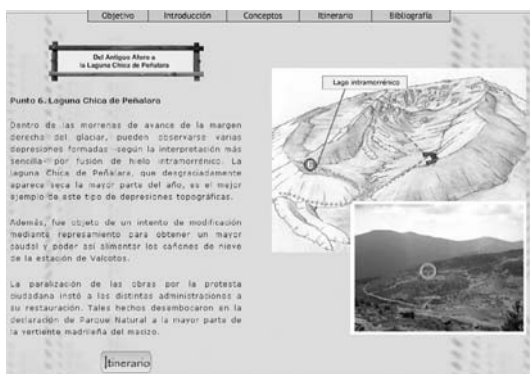 Objetivo Introducción Conceptos Itinerario Bibliografía
Del Antiguo Aforo a
la Laguna Chica de Peñalara
Punto 6. Laguna Chica de Peñalara
Dentro de las morrenas de avance de la margen
derecha del glaciar, pueden observarse varias
depresiones formadas -según la interpretación más
sencilla- por fusión de hielo intramorrénico. La
laguna Chica de Peñalara, que desgraciadamente
aparece seca la mayor parte del año, es el mejor
ejemplo de este tipo de depresiones topográficas.
Además, fue objeto de un intento de modificación
mediante represamiento para obtener un mayor
caudal y poder así alimentar los cañones de nieve
de la estación de Valcotos.
La paralización de las obras por la protesta
ciudadana instó a las distintas administraciones a
su restauración. Tales hechos desembocaron en la
declaración de Parque Natural a la mayor parte de
la vertiente madrileña del macizo.
Itinerario
Lago intramorrénico